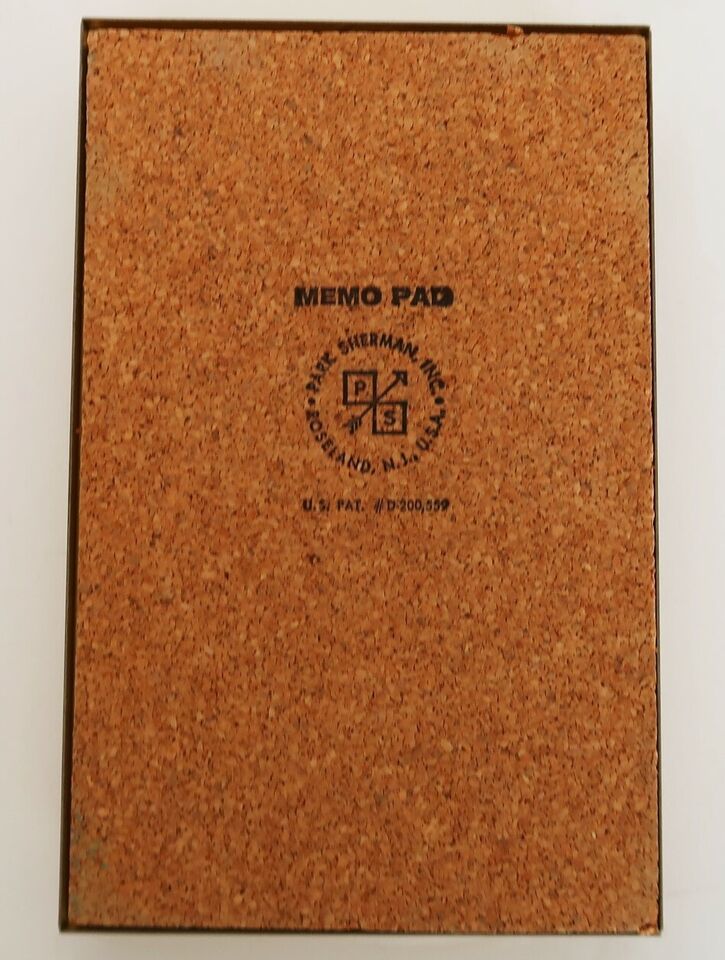 MEMO PAD
PARK SHERMAN, INC.
P
S
• ROSELAND, N.J., U.S.A. •
U.S. PAT. #D-200,559